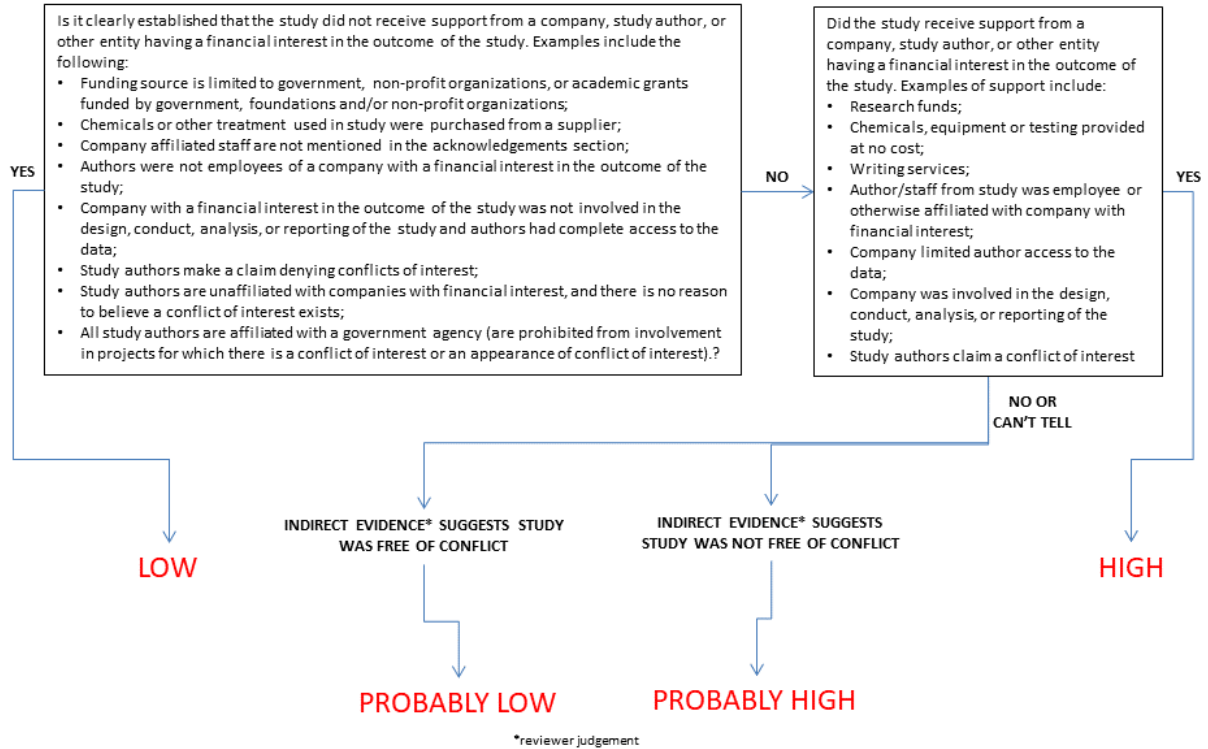 Is it clearly established that the study did not receive support from a company, study author, or
other entity having a financial interest in the outcome of the study. Examples include the
following:
• Funding source is limited to government, non-profit organizations, or academic grants
funded by government, foundations and/or non-profit organizations;
• Chemicals or other treatment used in study were purchased from a supplier;
• Company affiliated staff are not mentioned in the acknowledgements section;
• Authors were not employees of a company with a financial interest in the outcome of the
study;
• Company with a financial interest in the outcome of the study was not involved in the
design, conduct, analysis, or reporting of the study and authors had complete access to the
data;
• Study authors make a claim denying conflicts of interest;
• Study authors are unaffiliated with companies with financial interest, and there is no reason
to believe a conflict of interest exists;
• All study authors are affiliated with a government agency (are prohibited from involvement
in projects for which there is a conflict of interest or an appearance of conflict of interest).?
YES
NO
Did the study receive support from a
company, study author, or other entity
having a financial interest in the outcome of
the study. Examples of support include:
• Research funds;
• Chemicals, equipment or testing provided
at no cost;
• Writing services;
• Author/staff from study was employee or
otherwise affiliated with company with
financial interest;
• Company limited author access to the
data;
• Company was involved in the design,
conduct, analysis, or reporting of the
study;
• Study authors claim a conflict of interest
YES
NO OR
CAN'T TELL
INDIRECT EVIDENCE* SUGGESTS STUDY
WAS FREE OF CONFLICT
INDIRECT EVIDENCE* SUGGESTS
STUDY WAS NOT FREE OF CONFLICT
LOW
HIGH
PROBABLY LOW
PROBABLY HIGH
*reviewer judgement